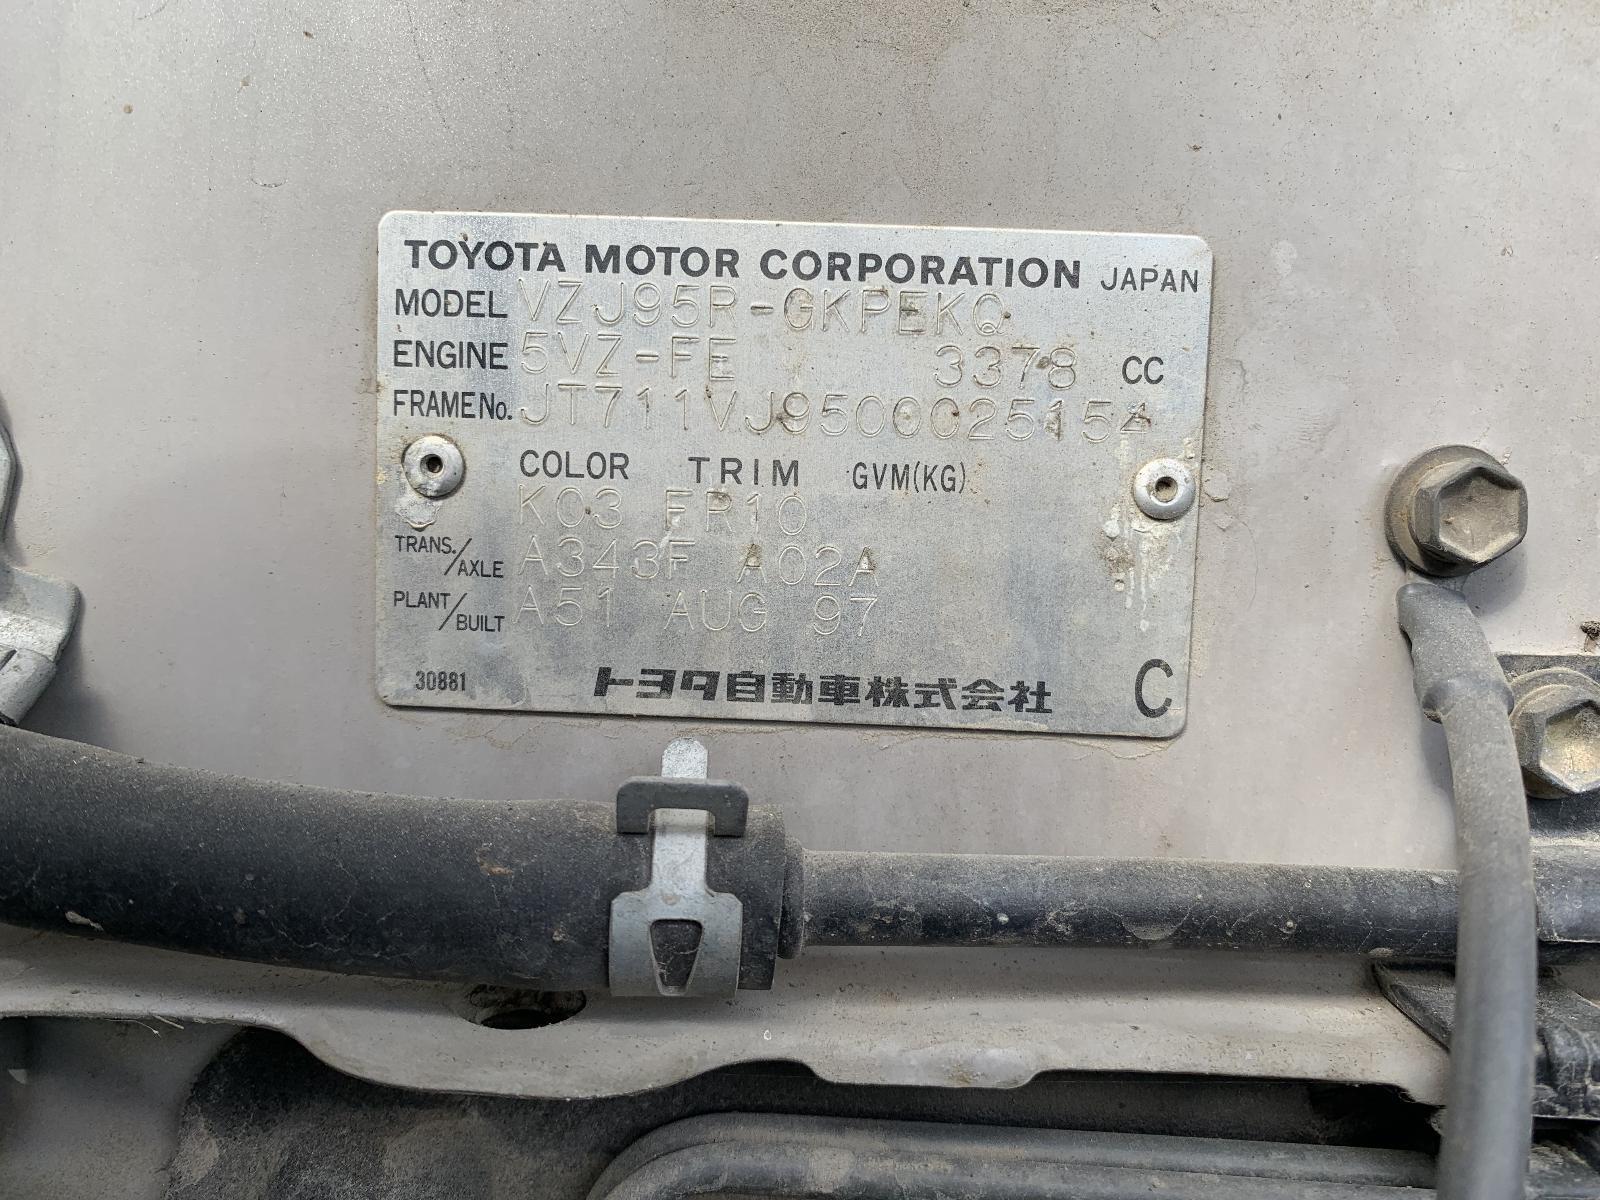 TOYOTA MOTOR CORPORATION JAPAN
MODEL VZJ95R-GKPEKQ
ENGINE 5VZ-FE 3378 CC
FRAME No. JT711VJ9500025154
COLOR TRIM GVM(KG)
K03 FR10
TRANS./AXLE A343F A02A
PLANT/BUILT A51 AUG 97
30881 トヨタ自動車株式会社 C